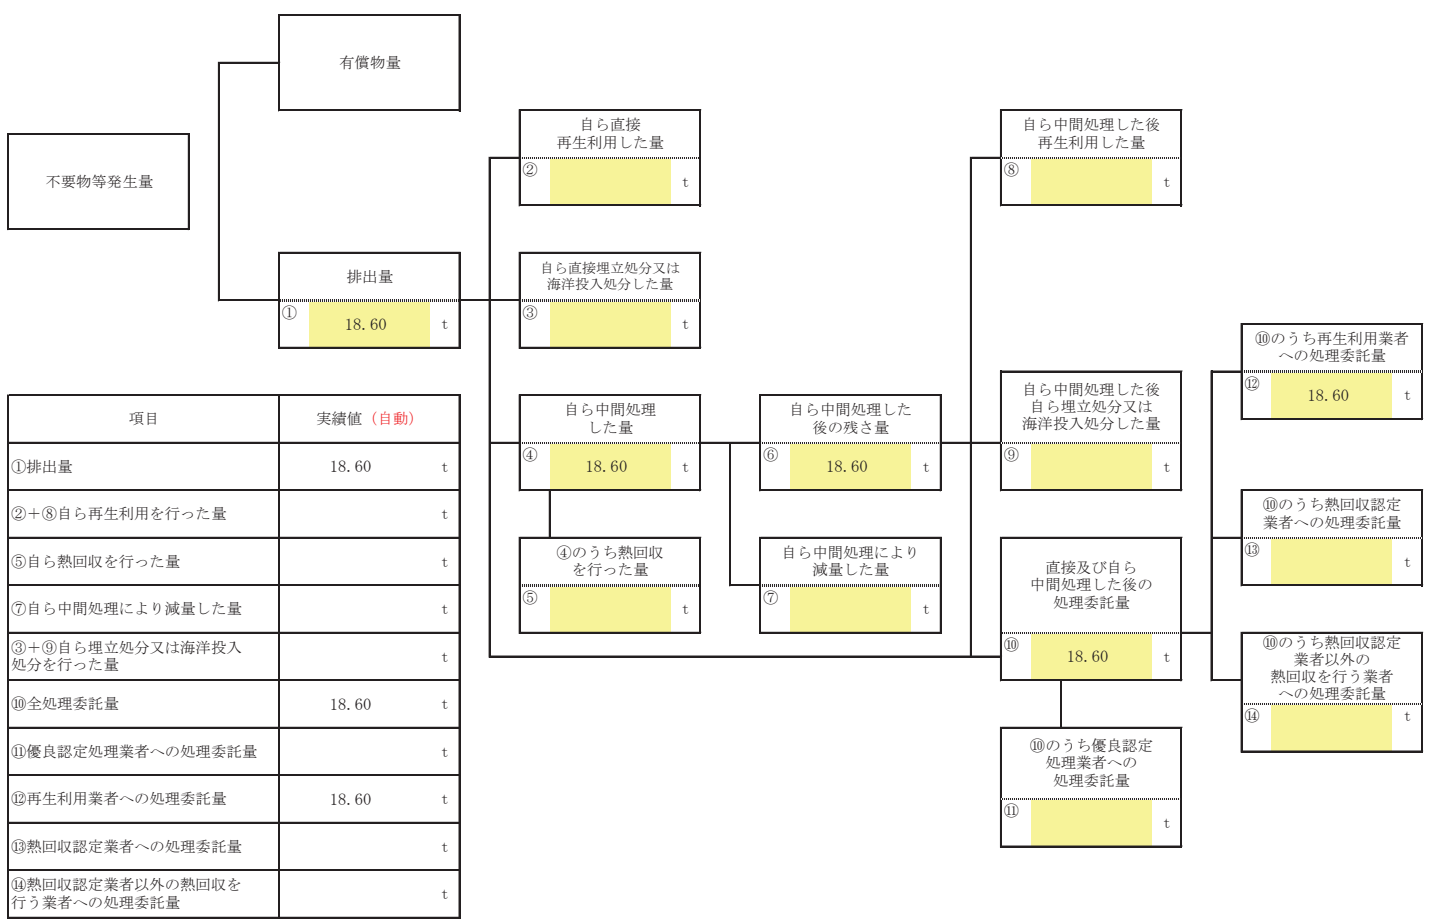 有償物量
不要物等発生量
排出量
①
18.60
t
自ら直接
再生利用した量
②
t
自ら直接埋立処分又は
海洋投入処分した量
③
t
自ら中間処理
した量
④
18.60
t
④のうち熱回収
を行った量
⑤
t
自ら中間処理した
後の残さ量
⑥
18.60
t
自ら中間処理により
減量した量
⑦
t
自ら中間処理した後
再生利用した量
⑧
t
自ら中間処理した後
自ら埋立処分又は
海洋投入処分した量
⑨
t
直接及び自ら
中間処理した後の
処理委託量
⑩
18.60
t
⑩のうち優良認定
処理業者への
処理委託量
⑪
t
⑩のうち再生利用業者
への処理委託量
⑫
18.60
t
⑩のうち熱回収認定
業者への処理委託量
⑬
t
⑩のうち熱回収認定
業者以外の
熱回収を行う業者
への処理委託量
⑭
t
項目 実績値（自動）
①排出量 18.60 t
②＋⑧自ら再生利用を行った量 t
⑤自ら熱回収を行った量 t
⑦自ら中間処理により減量した量 t
③＋⑨自ら埋立処分又は海洋投入
処分を行った量 t
⑩全処理委託量 18.60 t
⑪優良認定処理業者への処理委託量 t
⑫再生利用業者への処理委託量 18.60 t
⑬熱回収認定業者への処理委託量 t
⑭熱回収認定業者以外の熱回収を
行う業者への処理委託量 t